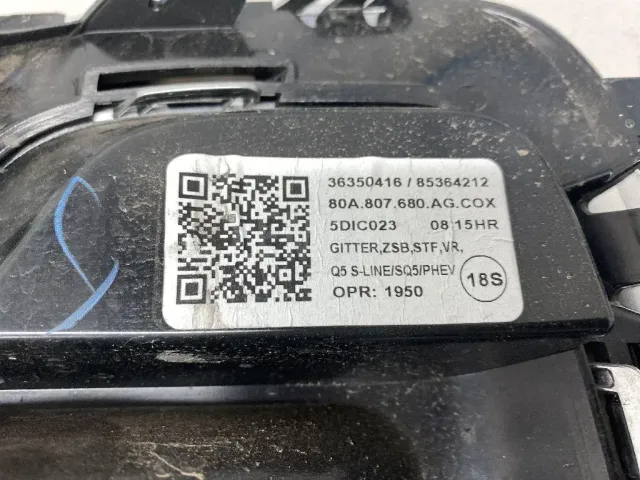 36350416 / 85364212
80A.807.680.AG.COX
5DIC023 08:15HR
GITTER,ZSB,STF,VR,
Q5 S-LINE/SQ5/PHEV
18S
OPR: 1950